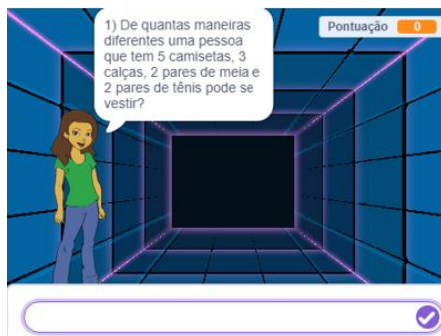 1) De quantas maneiras
diferentes uma pessoa
que tem 5 camisetas, 3
calças, 2 pares de meia e
2 pares de tênis pode se
vestir?
Pontuação 0